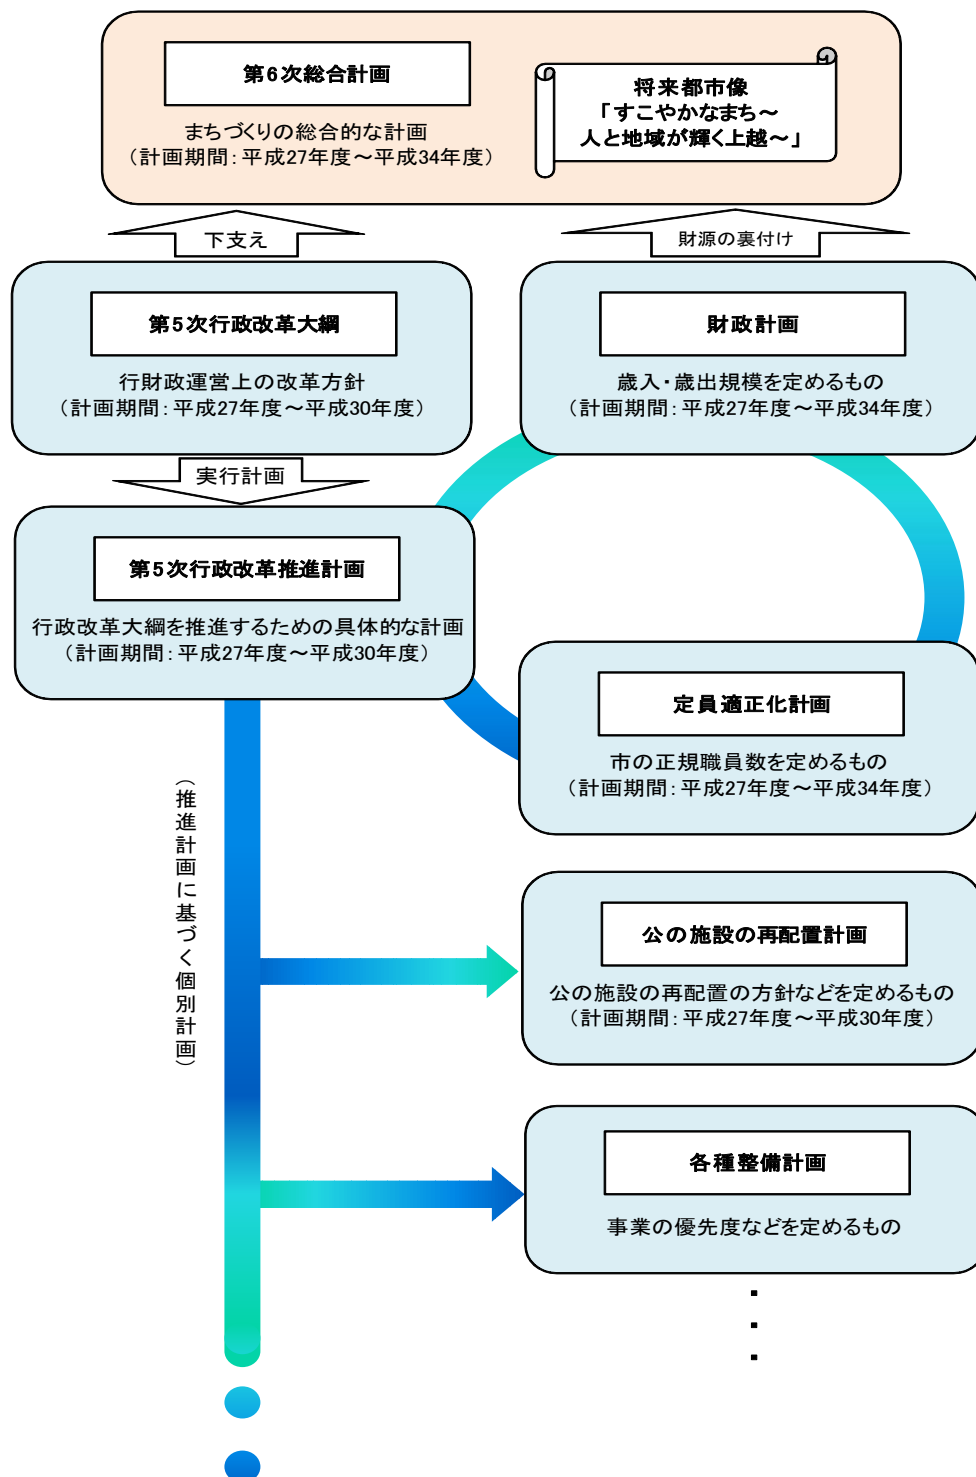 第6次総合計画
まちづくりの総合的な計画
（計画期間：平成27年度～平成34年度）
将来都市像
「すこやかなまち～
人と地域が輝く上越～」
下支え
財源の裏付け
第5次行政改革大綱
行財政運営上の改革方針
（計画期間：平成27年度～平成30年度）
財政計画
歳入・歳出規模を定めるもの
（計画期間：平成27年度～平成34年度）
実行計画
第5次行政改革推進計画
行政改革大綱を推進するための具体的な計画
（計画期間：平成27年度～平成30年度）
定員適正化計画
市の正規職員数を定めるもの
（計画期間：平成27年度～平成34年度）
（推進計画に基づく個別計画）
公の施設の再配置計画
公の施設の再配置の方針などを定めるもの
（計画期間：平成27年度～平成30年度）
各種整備計画
事業の優先度などを定めるもの